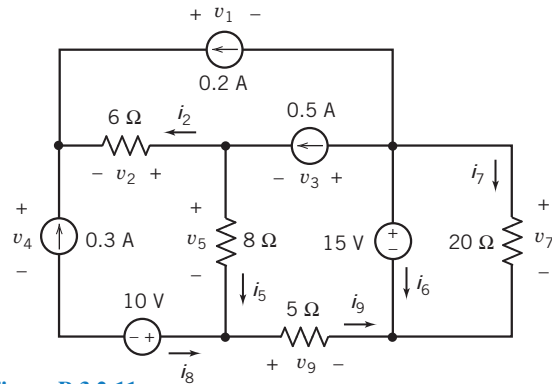 + v1 −
0.2 A
6 Ω
i2
0.5 A
− v2 +
− v3 +
i7
+
v4
−
0.3 A
+
v5
−
8 Ω
15 V
+
−
20 Ω
+
v7
−
10 V
− +
i5
5 Ω
i9
i6
i8
+ v9 −